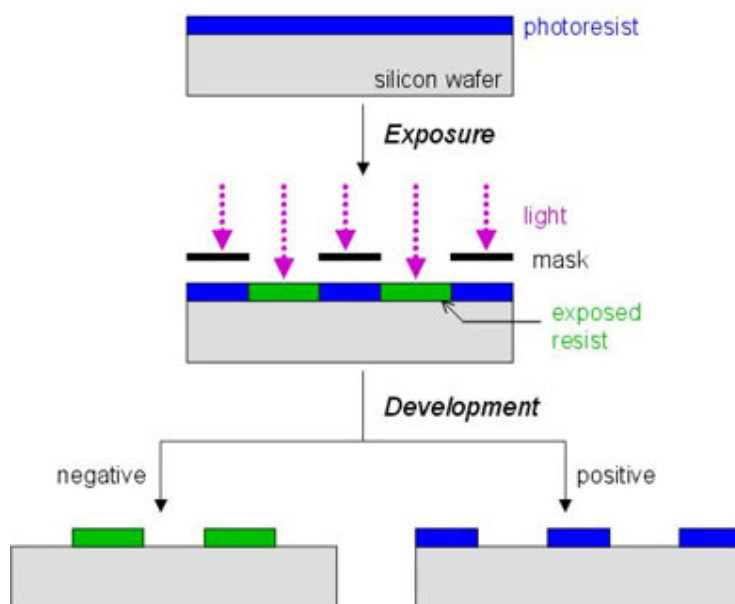 photoresist
silicon wafer
Exposure
light
mask
exposed
resist
Development
negative
positive